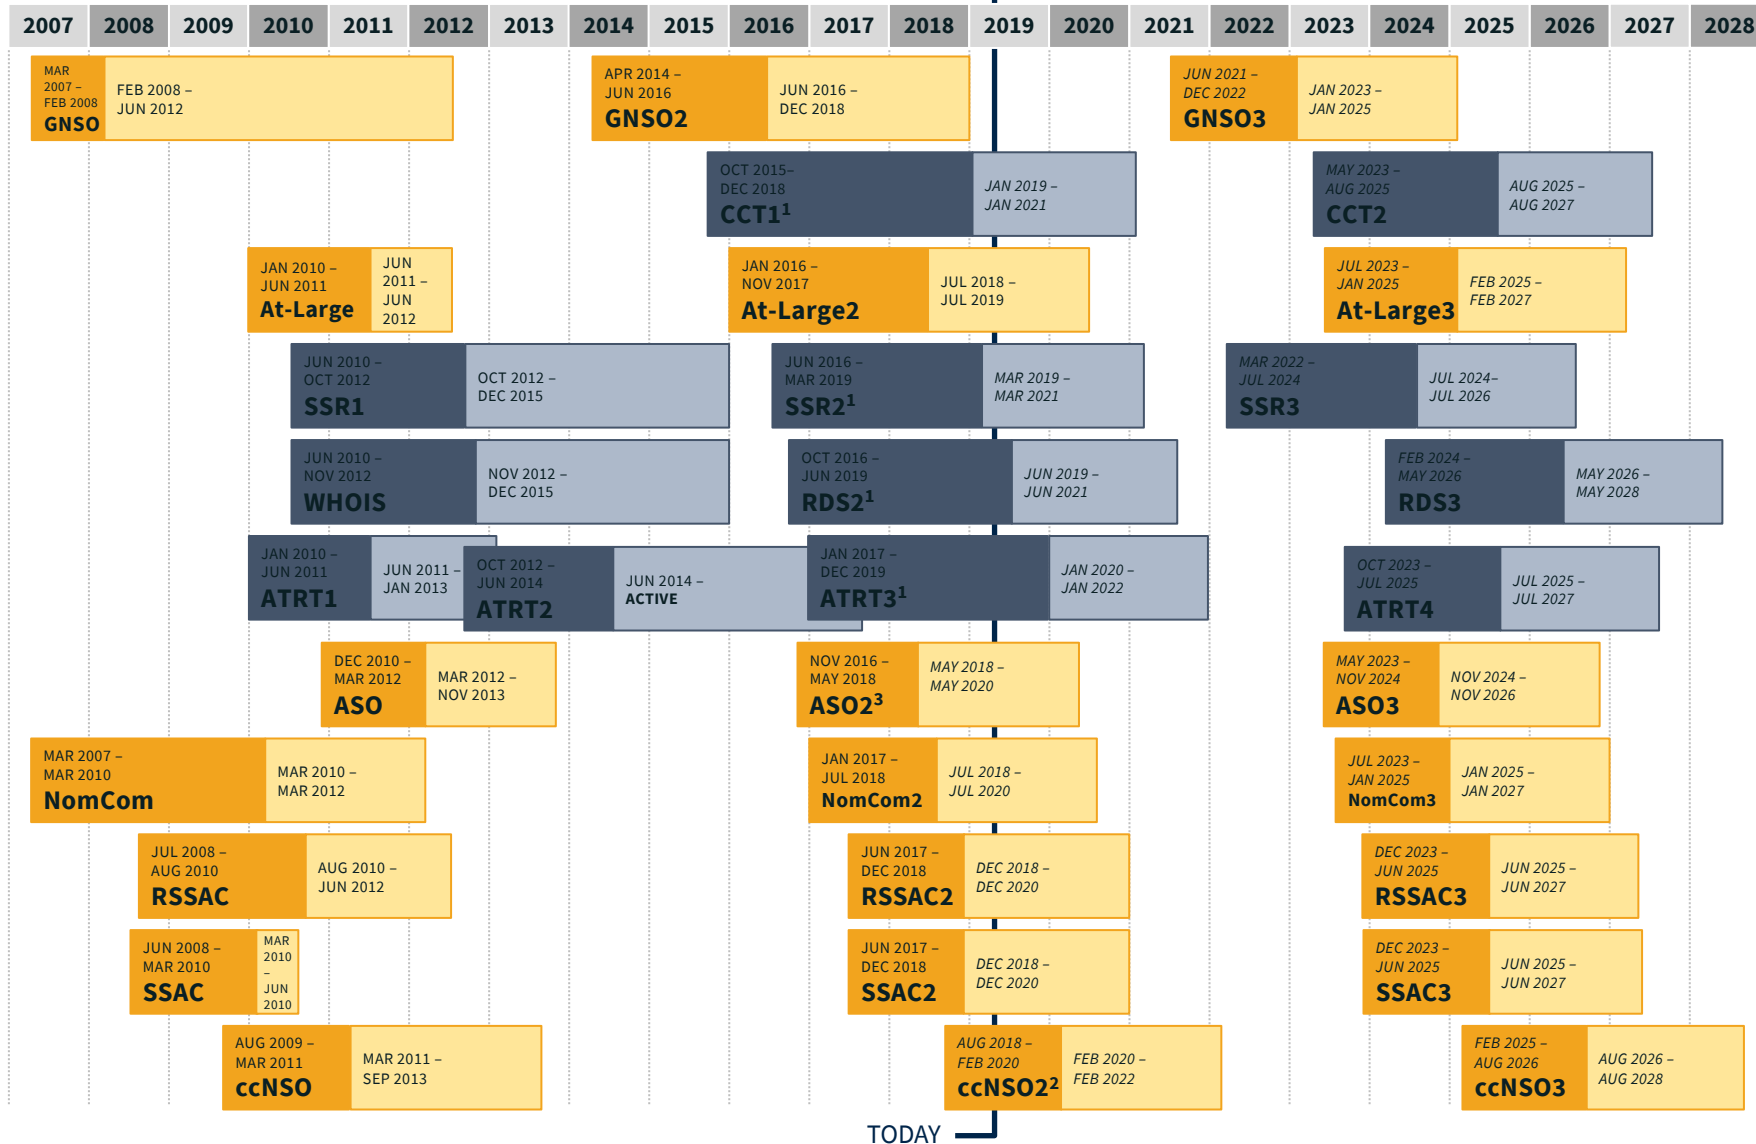 2007 2008 2009 2010 2011 2012 2013 2014 2015 2016 2017 2018 2019 2020 2021 2022 2023 2024 2025 2026 2027 2028
MAR
2007 –
FEB 2008
GNSO
FEB 2008 –
JUN 2012
APR 2014 –
JUN 2016
GNSO2
JUN 2016 –
DEC 2018
JUN 2021 –
DEC 2022
GNSO3
JAN 2023 –
JAN 2025
OCT 2015–
DEC 2018
CCT1¹
JAN 2019 –
JAN 2021
MAY 2023 –
AUG 2025
CCT2
AUG 2025 –
AUG 2027
JAN 2010 –
JUN 2011
At-Large
JUN
2011 –
JUN
2012
JAN 2016 –
NOV 2017
At-Large2
JUL 2018 –
JUL 2019
JUL 2023 –
JAN 2025
At-Large3
FEB 2025 –
FEB 2027
JUN 2010 –
OCT 2012
SSR1
OCT 2012 –
DEC 2015
JUN 2016 –
MAR 2019
SSR2¹
MAR 2019 –
MAR 2021
MAR 2022 –
JUL 2024
SSR3
JUL 2024–
JUL 2026
JUN 2010 –
NOV 2012
WHOIS
NOV 2012 –
DEC 2015
OCT 2016 –
JUN 2019
RDS2¹
JUN 2019 –
JUN 2021
FEB 2024 –
MAY 2026
RDS3
MAY 2026 –
MAY 2028
JAN 2010 –
JUN 2011
ATRT1
JUN 2011 –
JAN 2013
OCT 2012 –
JUN 2014
ATRT2
JUN 2014 –
ACTIVE
JAN 2017 –
DEC 2019
ATRT3¹
JAN 2020 –
JAN 2022
OCT 2023 –
JUL 2025
ATRT4
JUL 2025 –
JUL 2027
DEC 2010 –
MAR 2012
ASO
MAR 2012 –
NOV 2013
NOV 2016 –
MAY 2018
ASO2³
MAY 2018 –
MAY 2020
MAY 2023 –
NOV 2024
ASO3
NOV 2024 –
NOV 2026
MAR 2007 –
MAR 2010
NomCom
MAR 2010 –
MAR 2012
JAN 2017 –
JUL 2018
NomCom2
JUL 2018 –
JUL 2020
JUL 2023 –
JAN 2025
NomCom3
JAN 2025 –
JAN 2027
JUL 2008 –
AUG 2010
RSSAC
AUG 2010 –
JUN 2012
JUN 2017 –
DEC 2018
RSSAC2
DEC 2018 –
DEC 2020
DEC 2023 –
JUN 2025
RSSAC3
JUN 2025 –
JUN 2027
JUN 2008 –
MAR 2010
SSAC
MAR
2010
–
JUN
2010
JUN 2017 –
DEC 2018
SSAC2
DEC 2018 –
DEC 2020
DEC 2023 –
JUN 2025
SSAC3
JUN 2025 –
JUN 2027
AUG 2009 –
MAR 2011
ccNSO
MAR 2011 –
SEP 2013
AUG 2018 –
FEB 2020
ccNSO2²
FEB 2020 –
FEB 2022
FEB 2025 –
AUG 2026
ccNSO3
AUG 2026 –
AUG 2028
TODAY